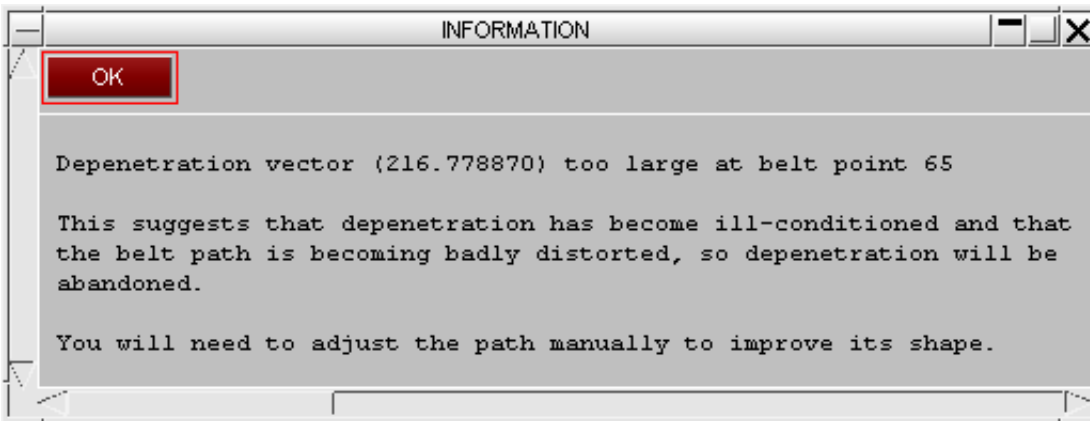 INFORMATION
OK
Depenetration vector (216.778870) too large at belt point 65
This suggests that depenetration has become ill-conditioned and that
the belt path is becoming badly distorted, so depenetration will be
abandoned.
You will need to adjust the path manually to improve its shape.